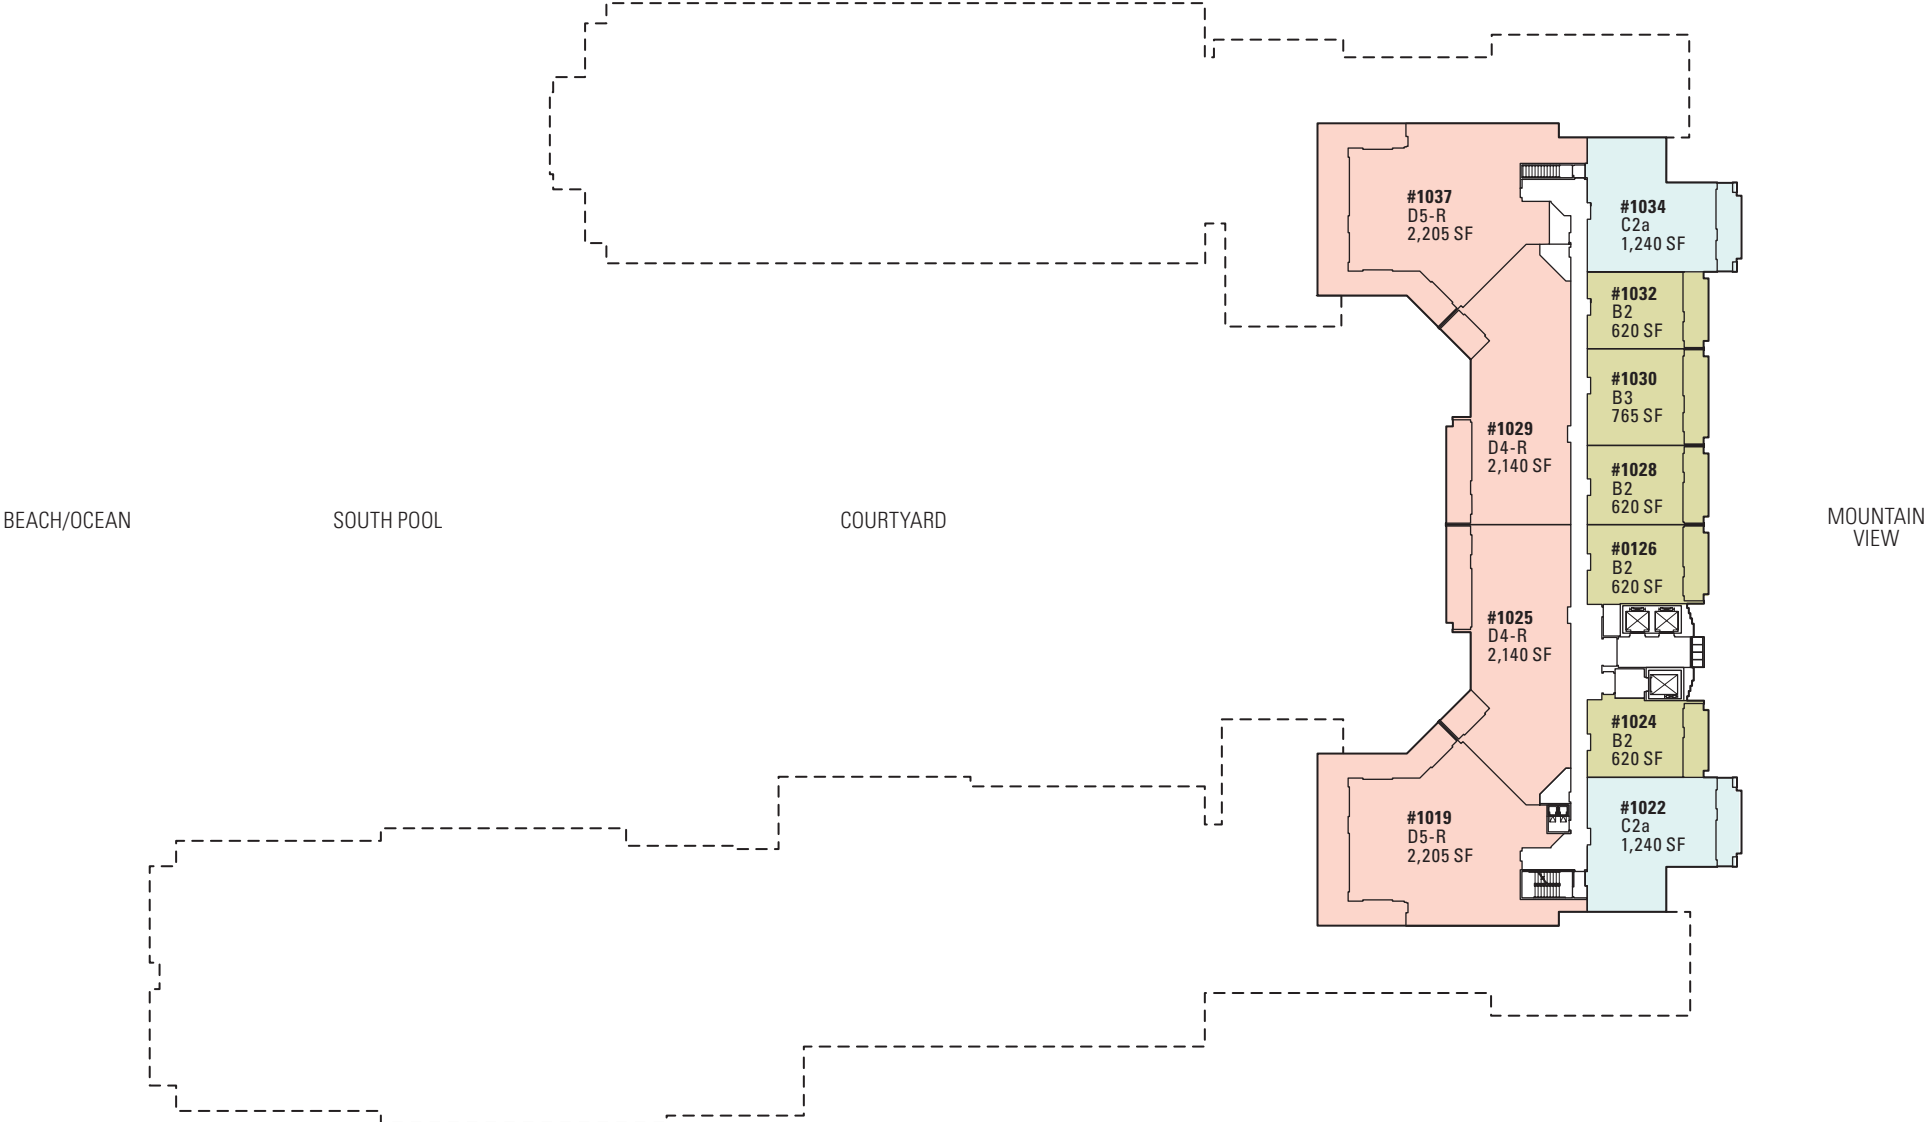 #1037
D5-R
2,205 SF
#1034
C2a
1,240 SF
#1032
B2
620 SF
#1030
B3
765 SF
#1029
D4-R
2,140 SF
#1028
B2
620 SF
BEACH/OCEAN
SOUTH POOL
COURTYARD
MOUNTAIN
VIEW
#0126
B2
620 SF
#1025
D4-R
2,140 SF
#1024
B2
620 SF
#1019
D5-R
2,205 SF
#1022
C2a
1,240 SF